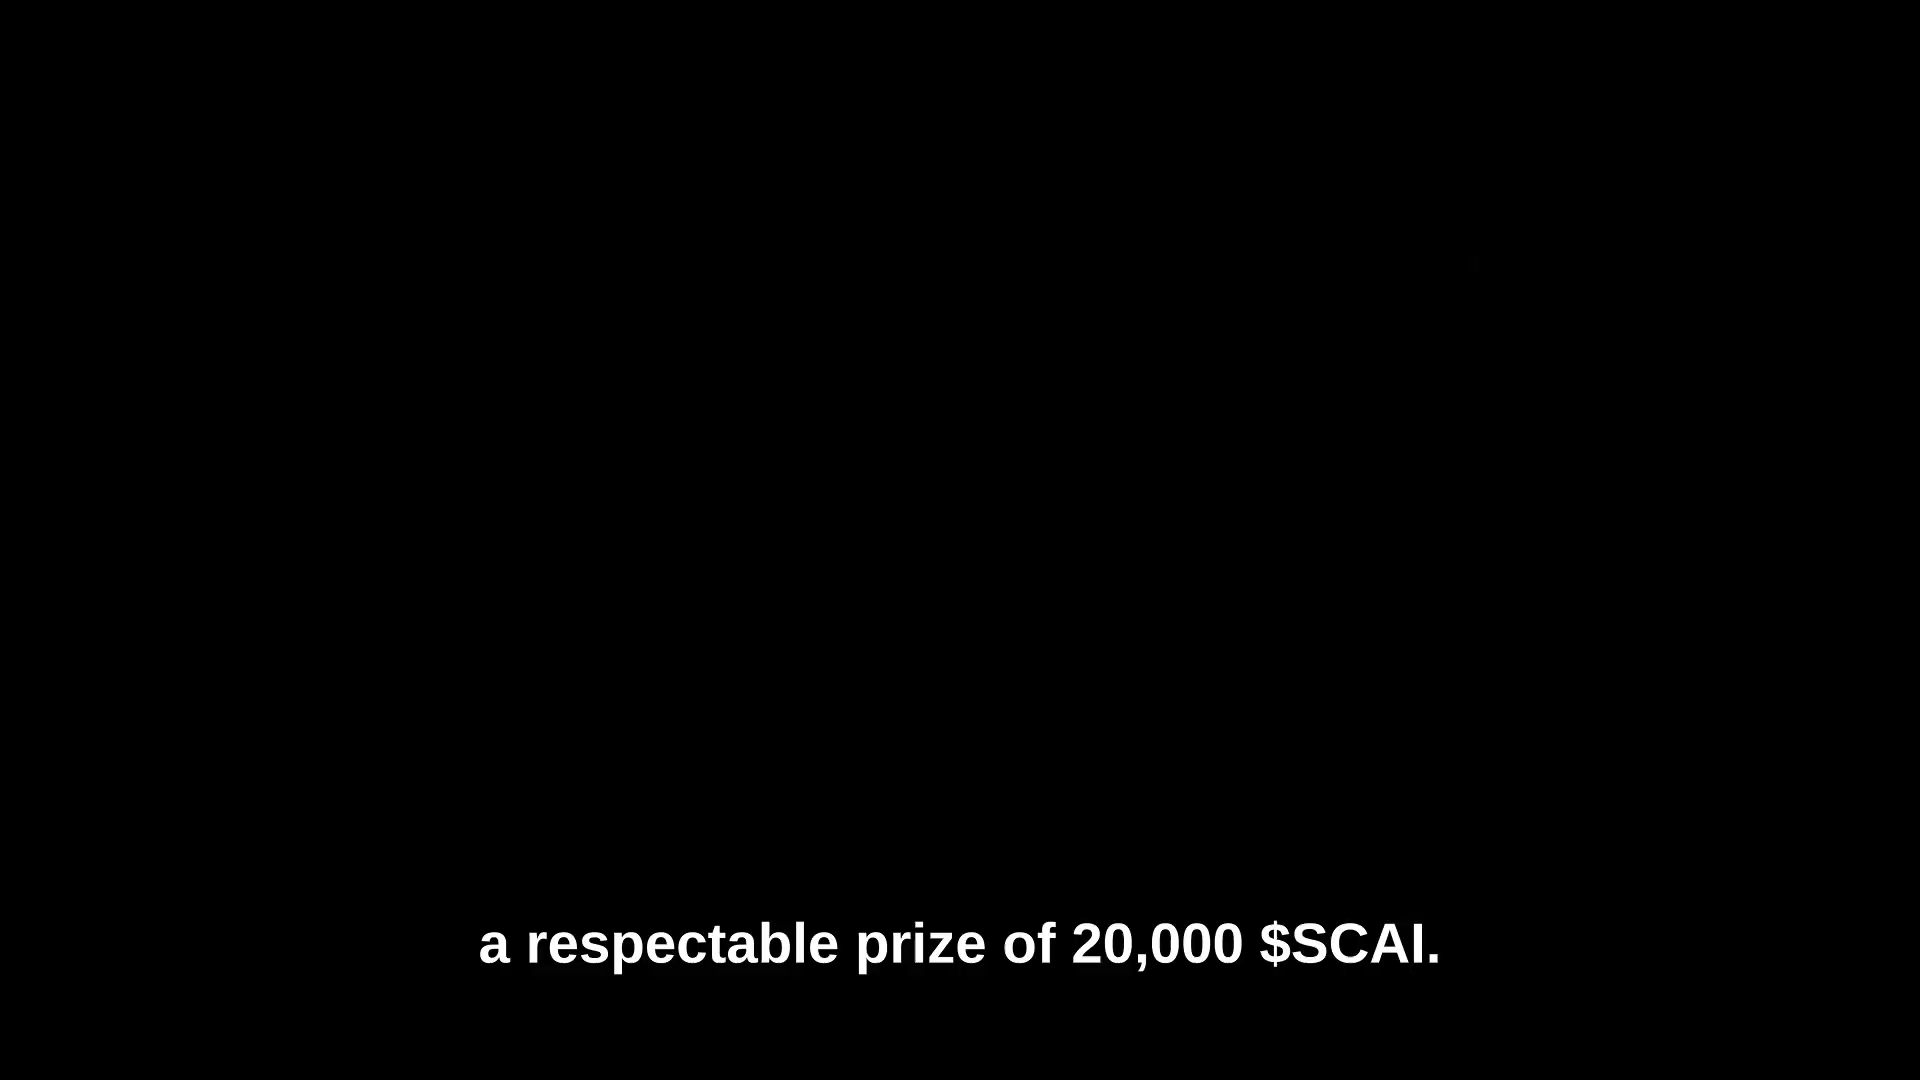 a respectable prize of 20,000 $SCAI.